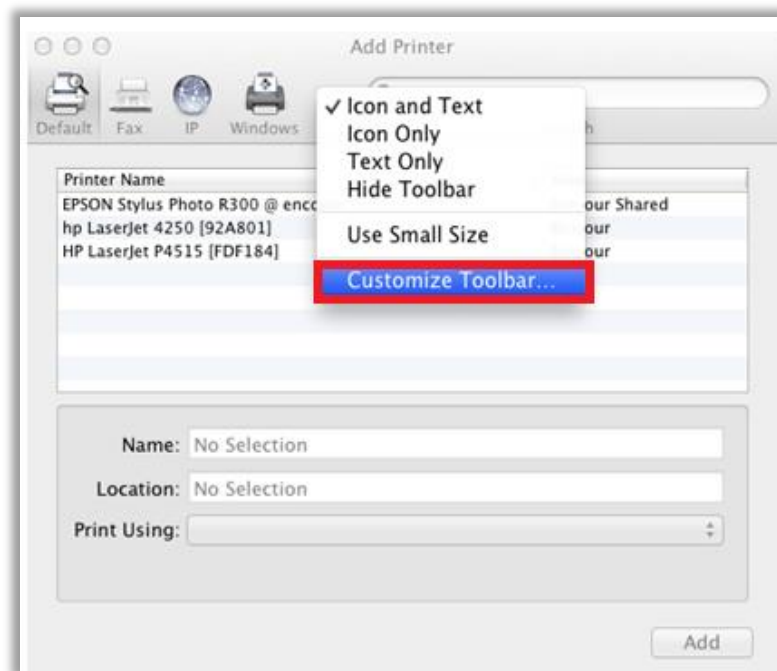 Add Printer
Default Fax IP Windows
✓ Icon and Text
Icon Only
Text Only
Hide Toolbar
Use Small Size
Customize Toolbar...
Printer Name
EPSON Stylus Photo R300 @ our Shared
hp LaserJet 4250 [92A801] our
HP LaserJet P4515 [FDF184] our
Name: No Selection
Location: No Selection
Print Using:
Add